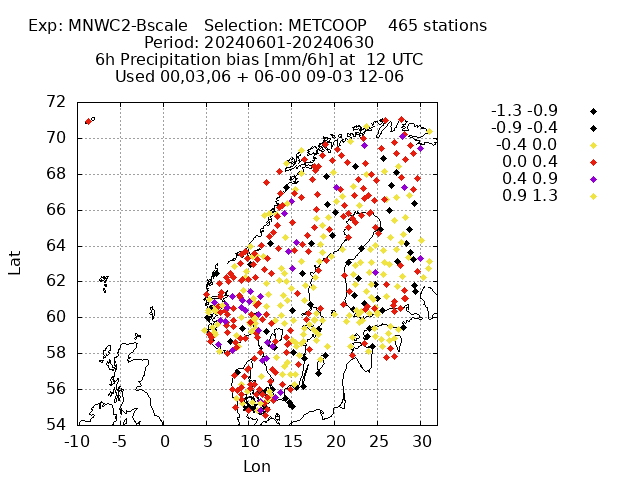 Exp: MNWC2-Bscale   Selection: METCOOP    465 stations
Period: 20240601-20240630
6h Precipitation bias [mm/6h] at  12 UTC
Used 00,03,06 + 06-00 09-03 12-06
-1.3 -0.9
-0.9 -0.4
-0.4 0.0
0.0 0.4
0.4 0.9
0.9 1.3
72
70
68
66
64
62
60
58
56
54
Lat
-10 -5 0 5 10 15 20 25 30
Lon